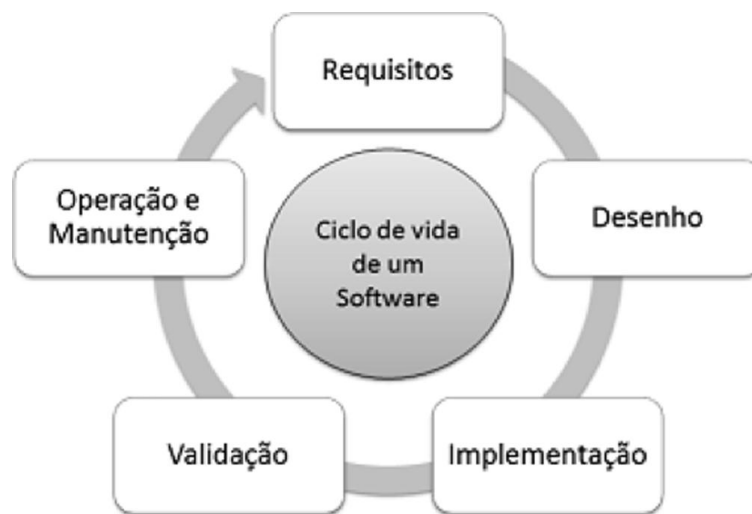 Requisitos
Desenho
Implementação
Validação
Operação e
Manutenção
Ciclo de vida
de um
Software